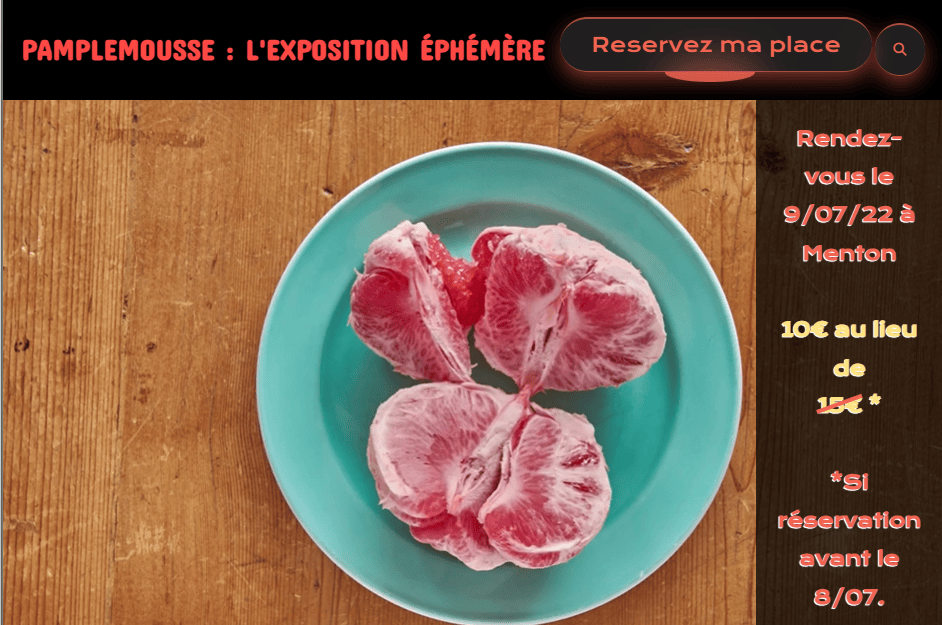 PAMPLEMOUSSE : L'EXPOSITION ÉPHÉMÈRE
Reservez ma place
Rendez-
vous le
9/07/22 à
Menton
10€ au lieu
de
15€ *
*Si
réservation
avant le
8/07.